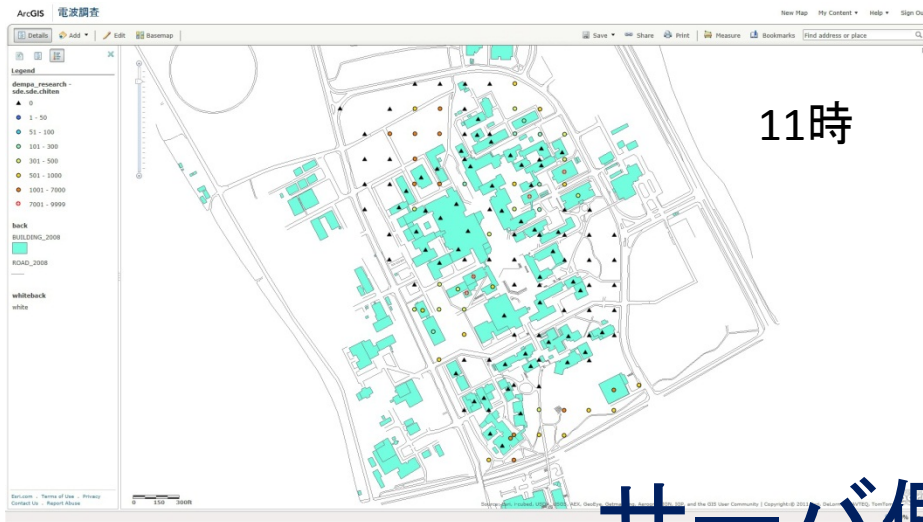 ArcGIS 電波調査
New Map My Content Help Sign Ou
Details Add Edit Basemap
Save Share Print Measure Bookmarks Find address or place
Legend
dempa_research -
sde.sde.chiten
0
1 - 50
51 - 100
101 - 300
301 - 500
501 - 1000
1001 - 7000
7001 - 9999
back
BUILDING_2008
ROAD_2008
whiteback
white
11時
0 150 300ft
Esri.com . Terms of Use . Privacy
Contact Us . Report Abuse